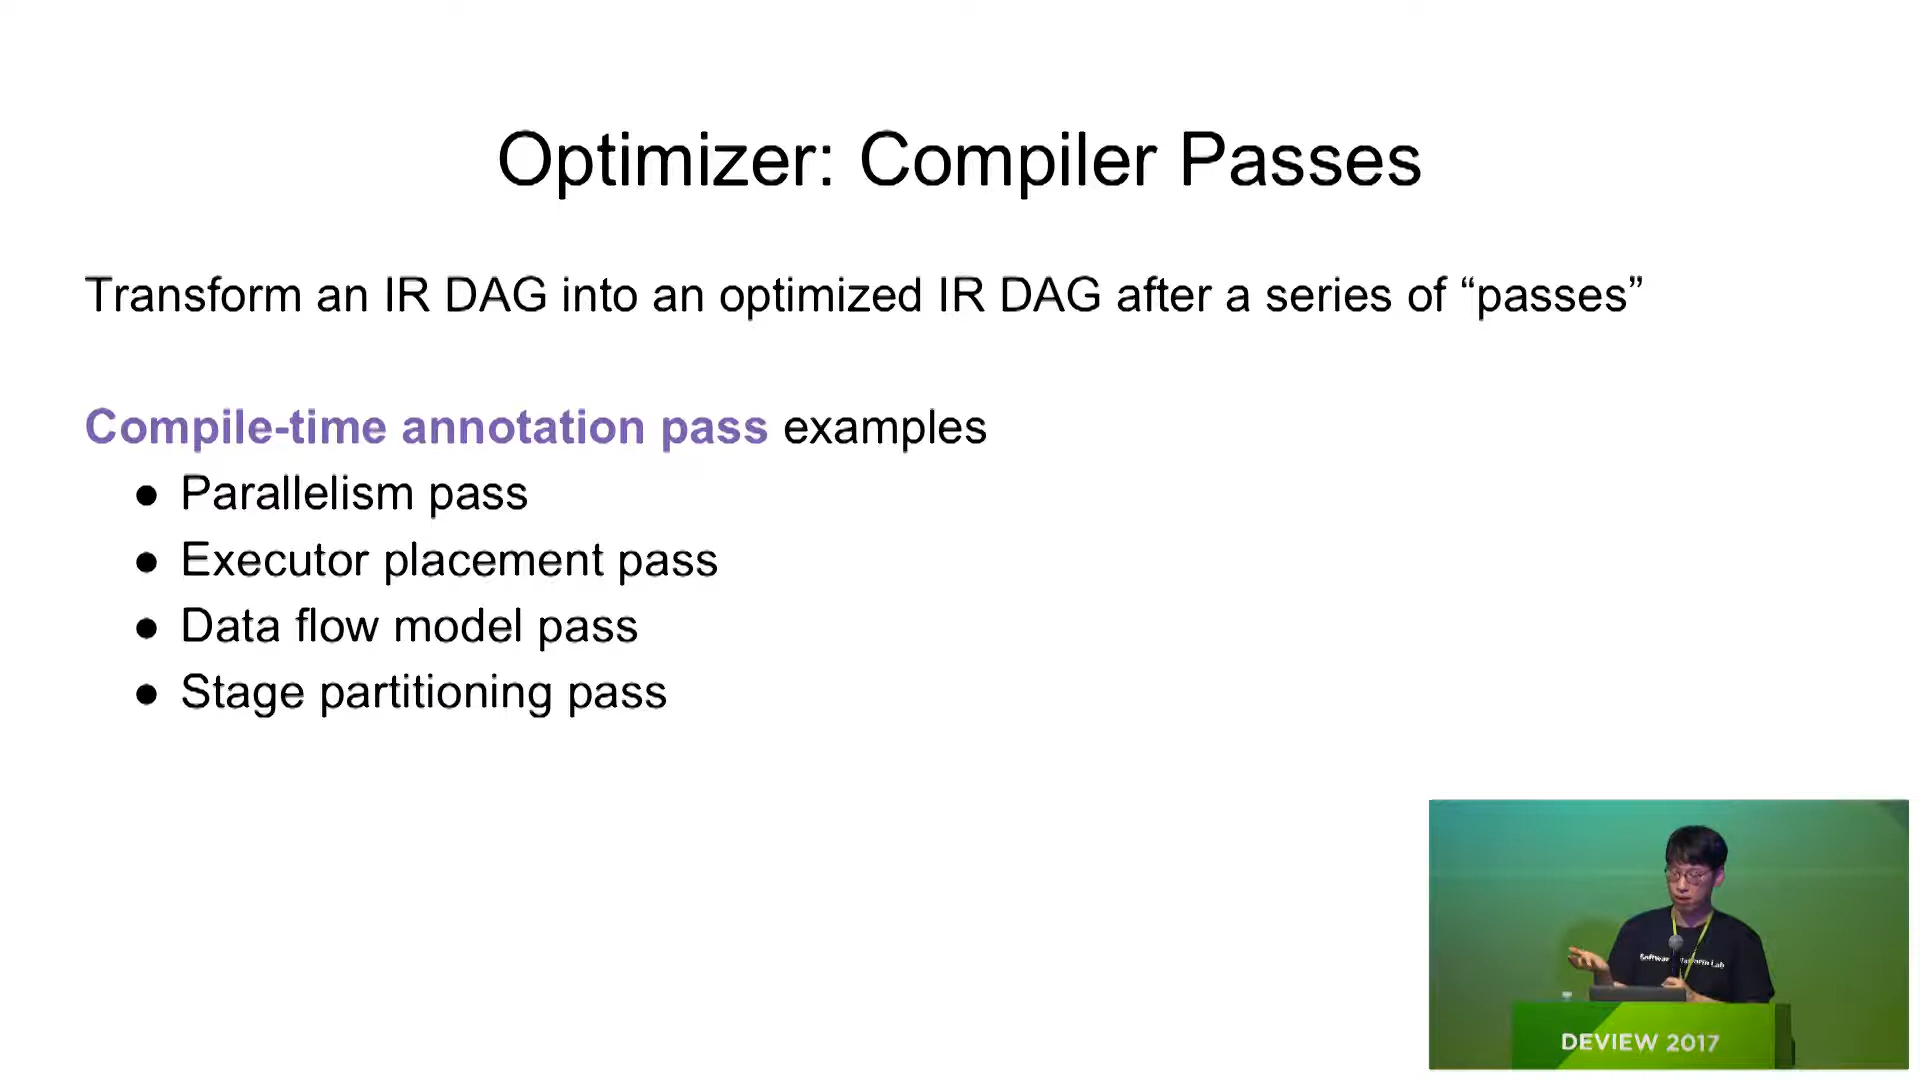 Optimizer: Compiler Passes
Transform an IR DAG into an optimized IR DAG after a series of “passes”
Compile-time annotation pass examples
● Parallelism pass
● Executor placement pass
● Data flow model pass
● Stage partitioning pass
Lab
DEVIEW 2017